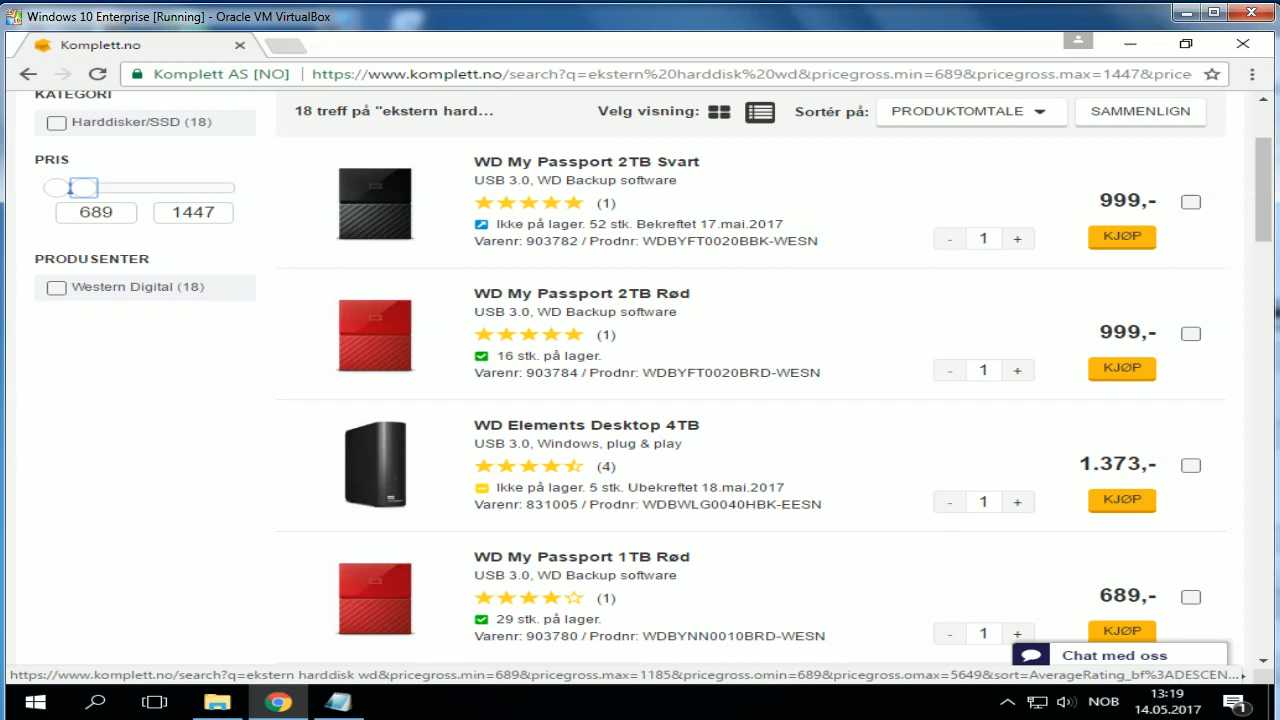 Windows 10 Enterprise [Running] - Oracle VM VirtualBox
Komplett.no
Komplett AS [NO] | https://www.komplett.no/search?q=ekstern%20harddisk%20wd&pricegross.min=689&pricegross.max=1447&price
KATEGORI
Harddisker/SSD (18)
PRIS
689 1447
PRODUSENTER
Western Digital (18)
18 treff på "ekstern hard... Velg visning: Sortér på: PRODUKTOMTALE SAMMENLIGN
WD My Passport 2TB Svart
USB 3.0, WD Backup software
(1)
Ikke på lager. 52 stk. Bekreftet 17.mai.2017
Varenr: 903782 / Prodnr: WDBYFT0020BBK-WESN
999,-
- 1 + KJØP
WD My Passport 2TB Rød
USB 3.0, WD Backup software
(1)
16 stk. på lager.
Varenr: 903784 / Prodnr: WDBYFT0020BRD-WESN
999,-
- 1 + KJØP
WD Elements Desktop 4TB
USB 3.0, Windows, plug & play
(4)
Ikke på lager. 5 stk. Ubekreftet 18.mai.2017
Varenr: 831005 / Prodnr: WDBWLG0040HBK-EESN
1.373,-
- 1 + KJØP
WD My Passport 1TB Rød
USB 3.0, WD Backup software
(1)
29 stk. på lager.
Varenr: 903780 / Prodnr: WDBYNN0010BRD-WESN
689,-
- 1 + KJØP
Chat med oss
https://www.komplett.no/search?q=ekstern harddisk wd&pricegross.min=689&pricegross.max=1185&pricegross.omin=689&pricegross.omax=5649&sort=AverageRating_bf%3ADESCEN...
NOB
13:19
14.05.2017
1